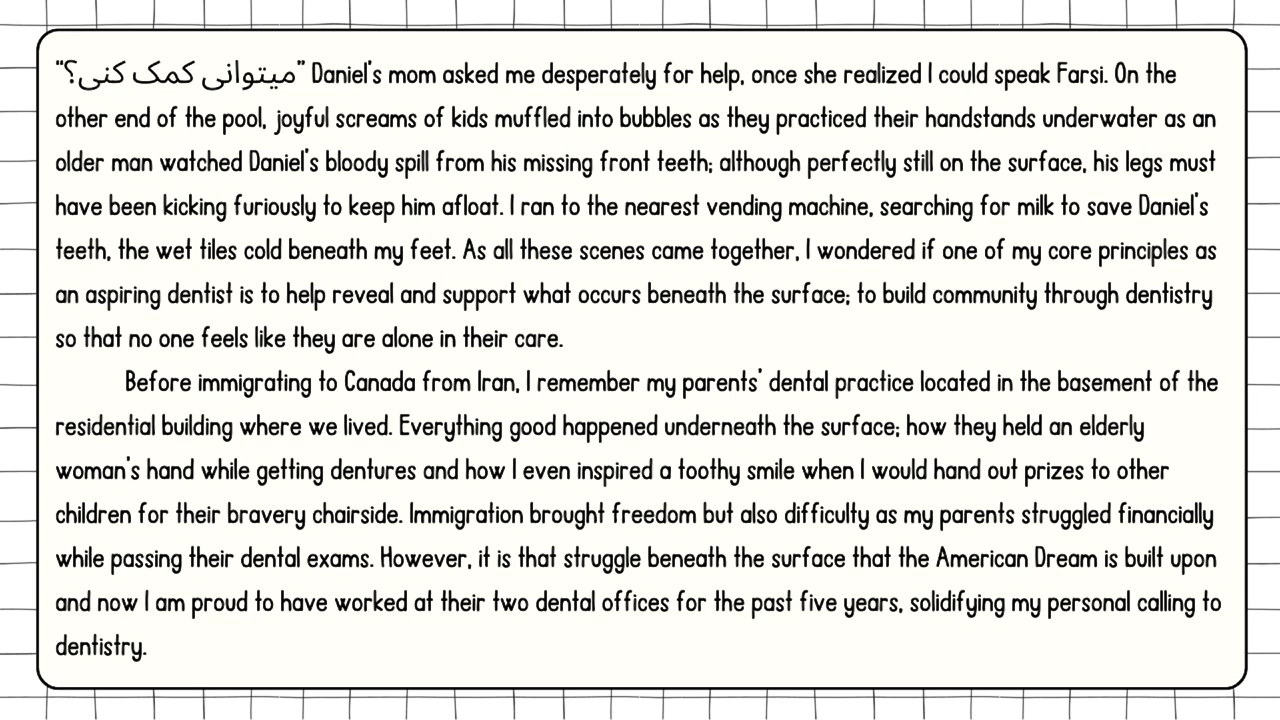 "میتوانی کمک کنی؟" Daniel's mom asked me desperately for help, once she realized I could speak Farsi. On the
other end of the pool, joyful screams of kids muffled into bubbles as they practiced their handstands underwater as an
older man watched Daniel's bloody spill from his missing front teeth; although perfectly still on the surface, his legs must
have been kicking furiously to keep him afloat. I ran to the nearest vending machine, searching for milk to save Daniel's
teeth, the wet tiles cold beneath my feet. As all these scenes came together, I wondered if one of my core principles as
an aspiring dentist is to help reveal and support what occurs beneath the surface; to build community through dentistry
so that no one feels like they are alone in their care.
Before immigrating to Canada from Iran, I remember my parents' dental practice located in the basement of the
residential building where we lived. Everything good happened underneath the surface; how they held an elderly
woman's hand while getting dentures and how I even inspired a toothy smile when I would hand out prizes to other
children for their bravery chairside. Immigration brought freedom but also difficulty as my parents struggled financially
while passing their dental exams. However, it is that struggle beneath the surface that the American Dream is built upon
and now I am proud to have worked at their two dental offices for the past five years, solidifying my personal calling to
dentistry.